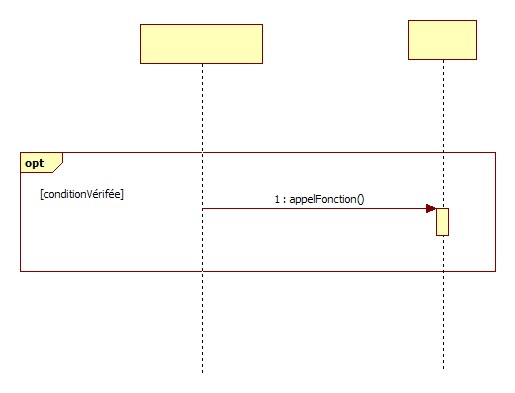 opt
[conditionVérifée]
1 : appelFonction()